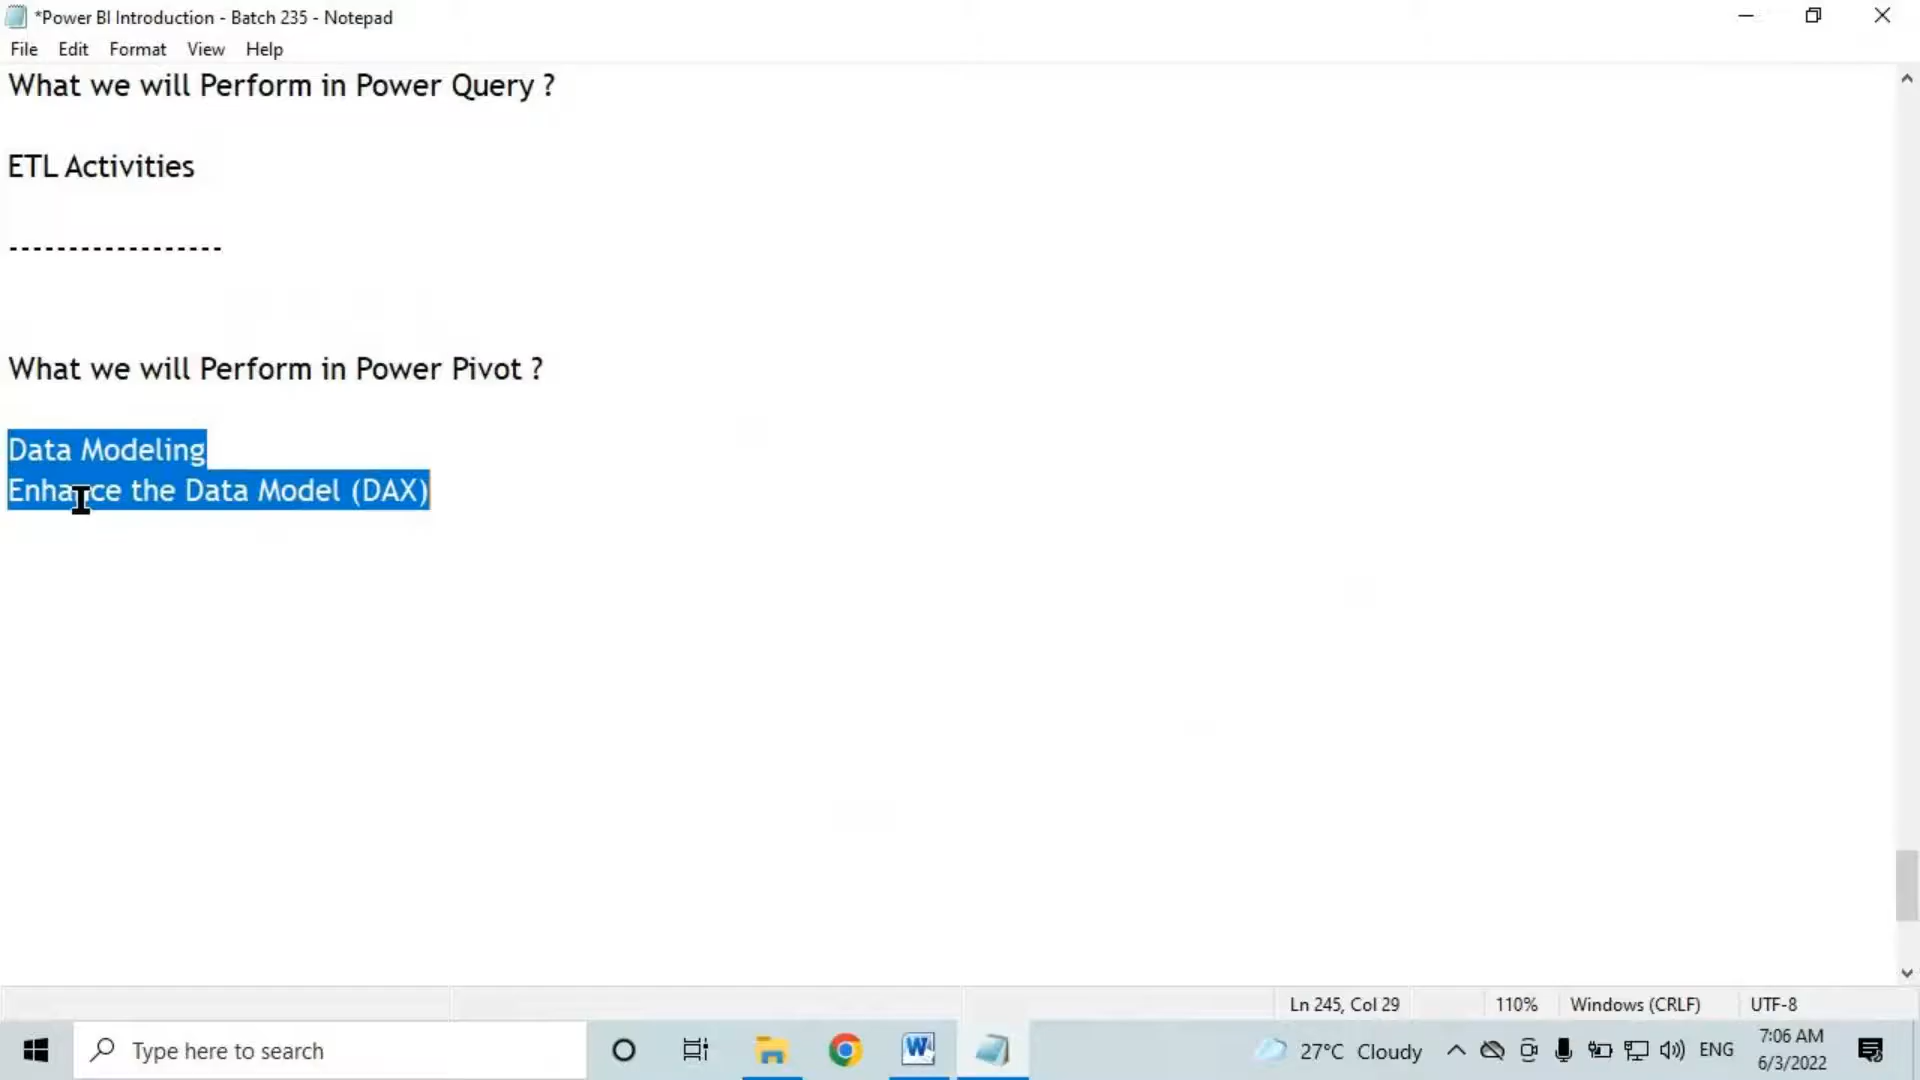 *Power BI Introduction - Batch 235 - Notepad
File Edit Format View Help
What we will Perform in Power Query ?
ETL Activities
------------------
What we will Perform in Power Pivot ?
Data Modeling
Enhance the Data Model (DAX)
Ln 245, Col 29 110% Windows (CRLF) UTF-8
Type here to search 27°C Cloudy ENG 7:06 AM
6/3/2022